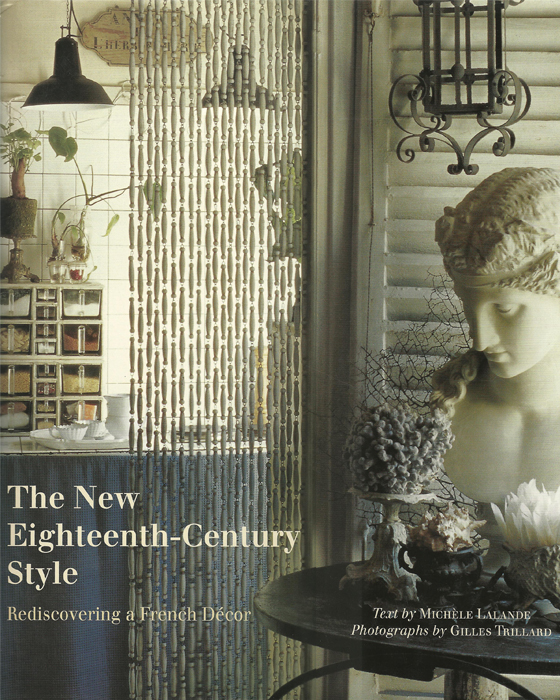 The New
Eighteenth-Century
Style
Rediscovering a French Décor
Text by MICHÈLE LALANDE
Photographs by GILLES TRILLARD